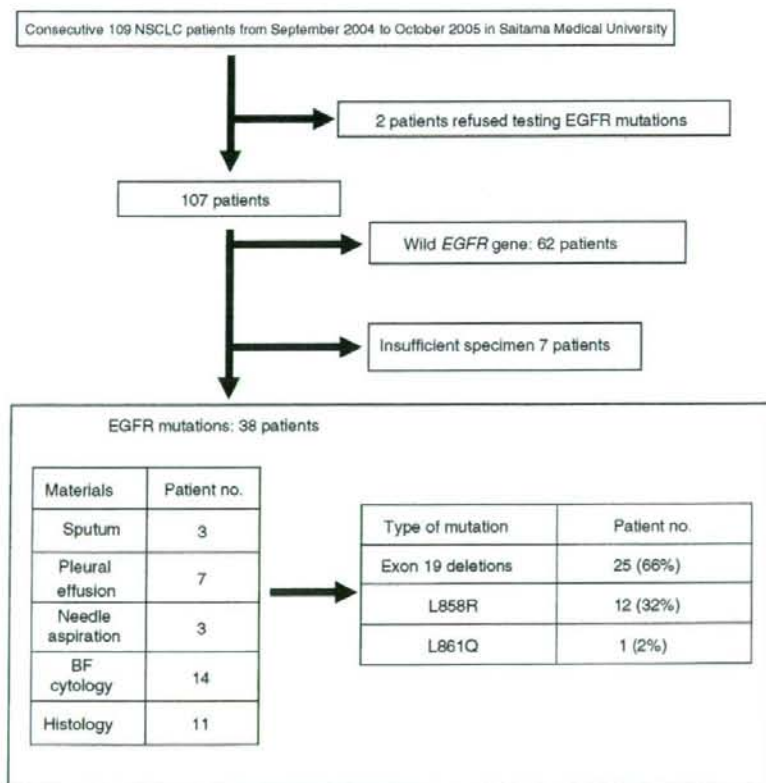 Consecutive 109 NSCLC patients from September 2004 to October 2005 in Saitama Medical University
2 patients refused testing EGFR mutations
107 patients
Wild EGFR gene: 62 patients
Insufficient specimen 7 patients
EGFR mutations: 38 patients
Materials Patient no.
Sputum 3
Pleural
effusion 7
Needle
aspiration 3
BF
cytology 14
Histology 11
Type of mutation Patient no.
Exon 19 deletions 25 (66%)
L858R 12 (32%)
L861Q 1 (2%)